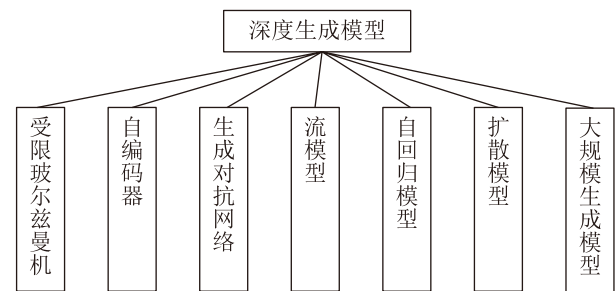 深度生成模型
受限玻尔兹曼机
自编码器
生成对抗网络
流模型
自回归模型
扩散模型
大规模生成模型